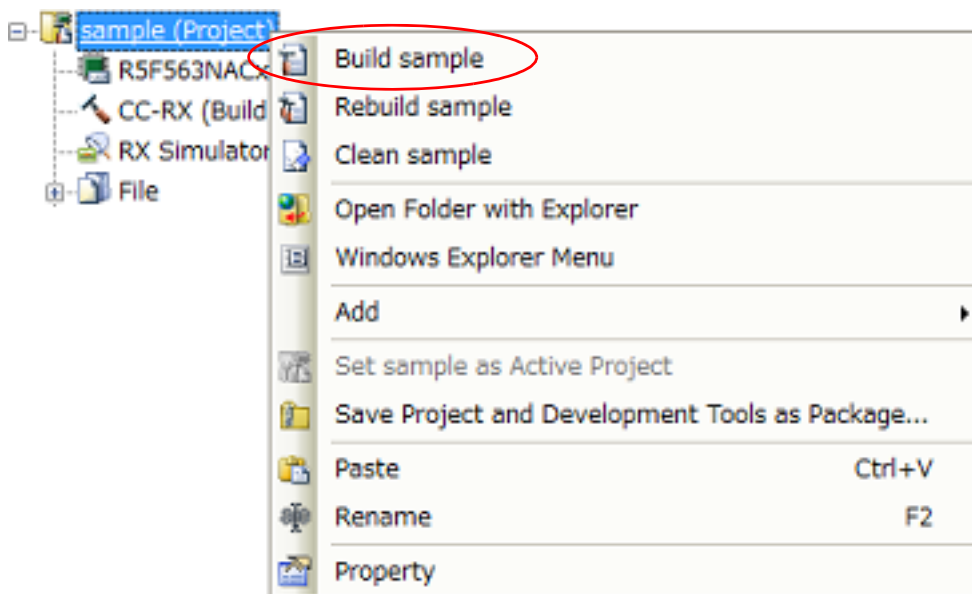 sample (Project)
R5F563NACx
CC-RX (Build
RX Simulator
File
Build sample
Rebuild sample
Clean sample
Open Folder with Explorer
Windows Explorer Menu
Add
Set sample as Active Project
Save Project and Development Tools as Package...
Paste Ctrl+V
Rename F2
Property